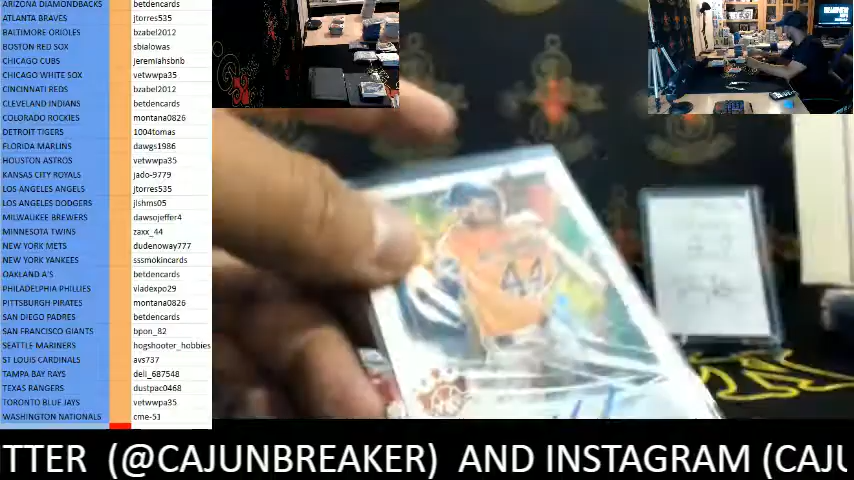 ARIZONA DIAMONDBACKS betdencards
ATLANTA BRAVES jtorres535
BALTIMORE ORIOLES bzabel2012
BOSTON RED SOX sbialowas
CHICAGO CUBS jeremiahsbnb
CHICAGO WHITE SOX vetwwpa35
CINCINNATI REDS bzabel2012
CLEVELAND INDIANS betdencards
COLORADO ROCKIES montana0826
DETROIT TIGERS 1004tomas
FLORIDA MARLINS dawgs1986
HOUSTON ASTROS vetwwpa35
KANSAS CITY ROYALS jado-9779
LOS ANGELES ANGELS jtorres535
LOS ANGELES DODGERS jlshms05
MILWAUKEE BREWERS dawsojeffer4
MINNESOTA TWINS zaxx_44
NEW YORK METS dudenoway777
NEW YORK YANKEES sssmokincards
OAKLAND A'S betdencards
PHILADELPHIA PHILLIES vladexpo29
PITTSBURGH PIRATES montana0826
SAN DIEGO PADRES betdencards
SAN FRANCISCO GIANTS bpon_82
SEATTLE MARINERS hogshooter_hobbies
ST LOUIS CARDINALS avs737
TAMPA BAY RAYS deli_687548
TEXAS RANGERS dustpac0468
TORONTO BLUE JAYS vetwwpa35
WASHINGTON NATIONALS cme-51
44
TTER (@CAJUNBREAKER) AND INSTAGRAM (CAJU